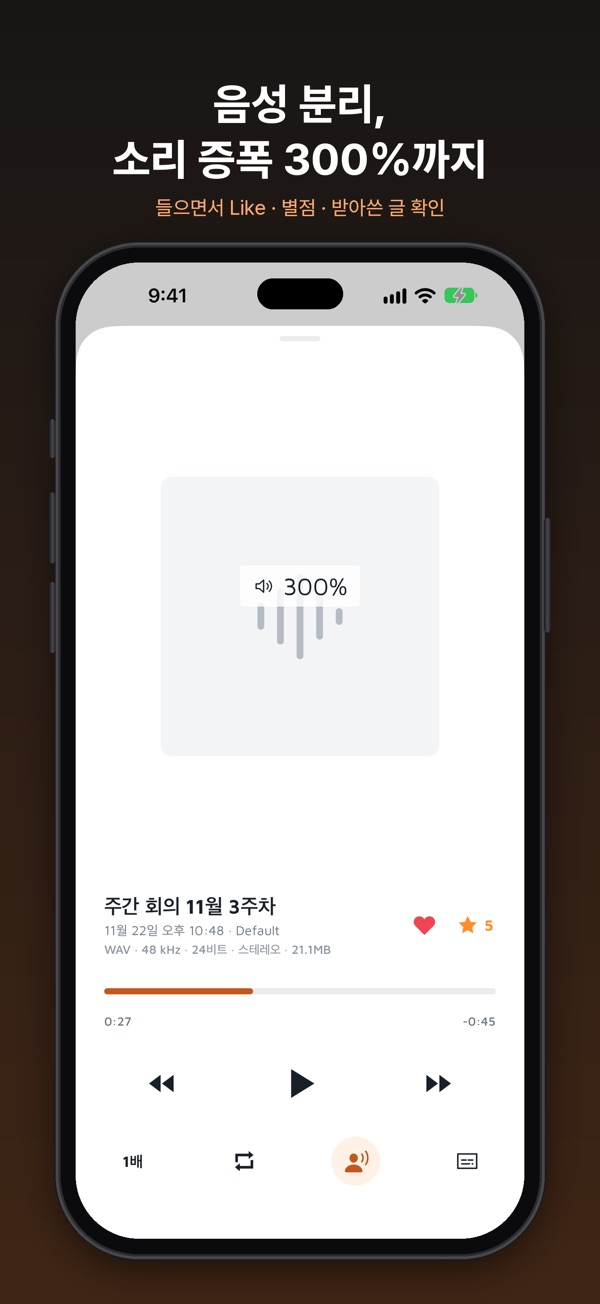 음성 분리,
소리 증폭 300%까지
들으면서 Like · 별점 · 받아쓴 글 확인
9:41
300%
주간 회의 11월 3주차
11월 22일 오후 10:48 · Default
WAV · 48 kHz · 24비트 · 스테레오 · 21.1MB
5
0:27
-0:45
1배